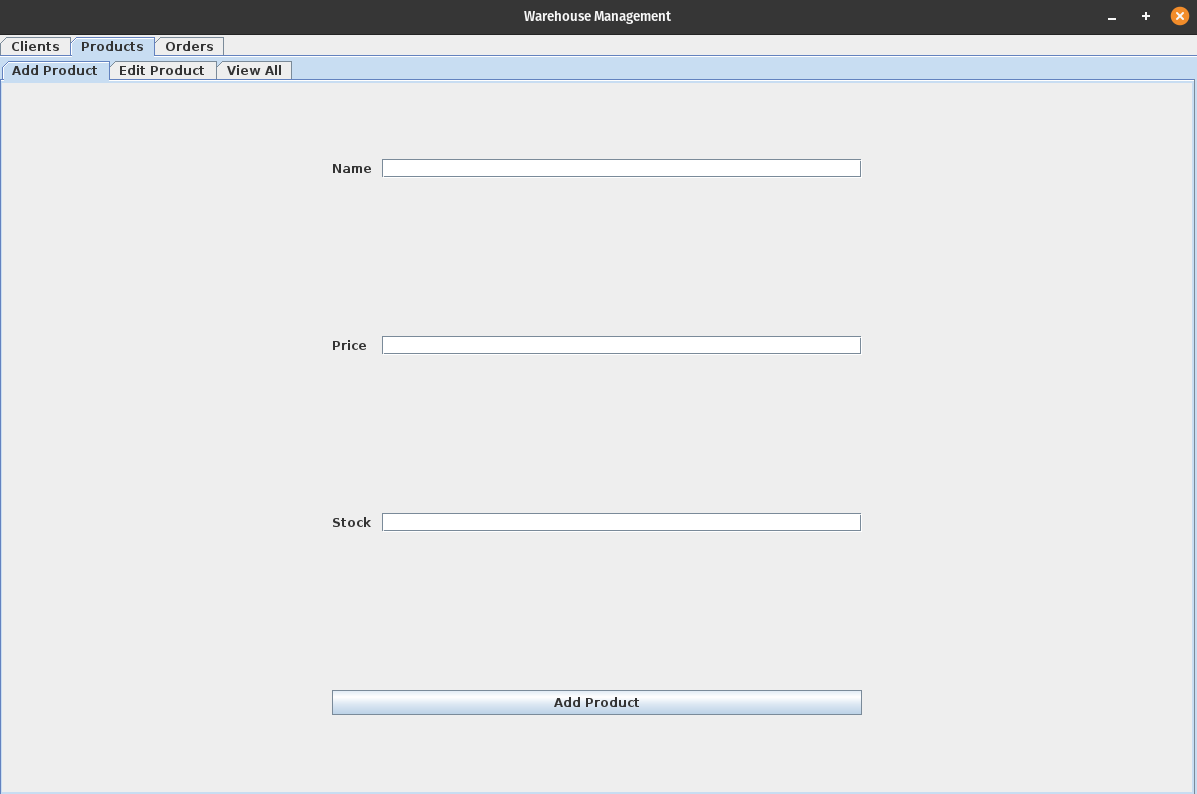 Warehouse Management
Clients Products Orders
Add Product Edit Product View All
Name
Price
Stock
Add Product